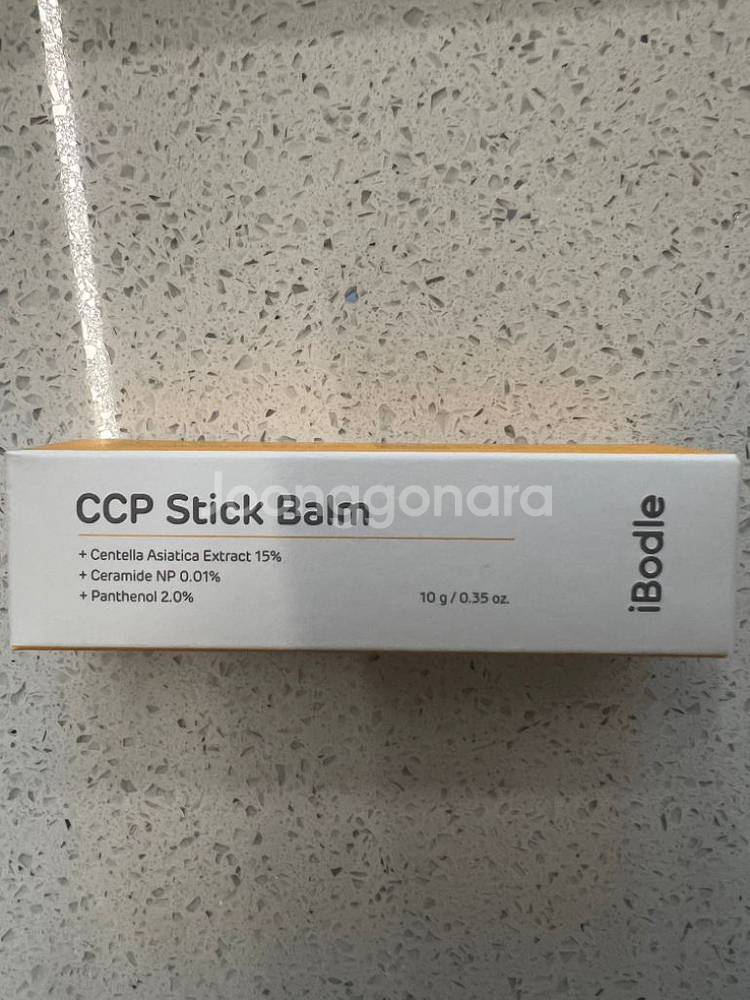 CCP Stick Balm
+ Centella Asiatica Extract 15%
+ Ceramide NP 0.01%
+ Panthenol 2.0%
10 g / 0.35 oz.
iBodle
joonggonara